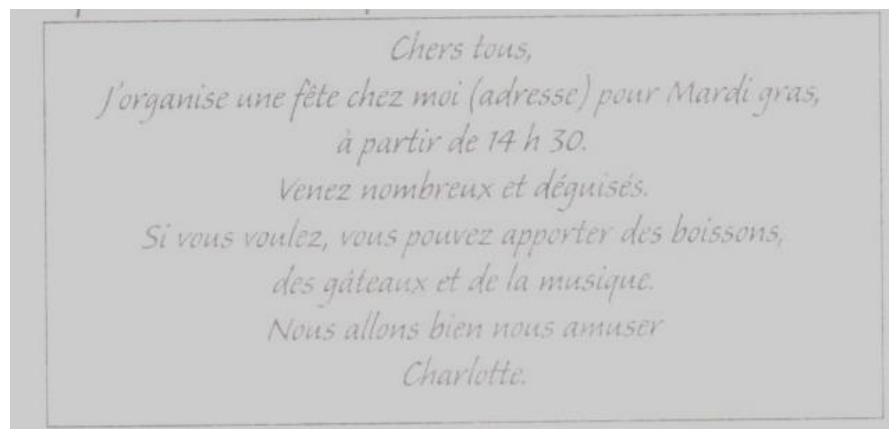 Chers tous,
J'organise une fête chez moi (adresse) pour Mardi gras,
à partir de 14 h 30.
Venez nombreux et déguisés.
Si vous voulez, vous pouvez apporter des boissons,
des gâteaux et de la musique.
Nous allons bien nous amuser
Charlotte.